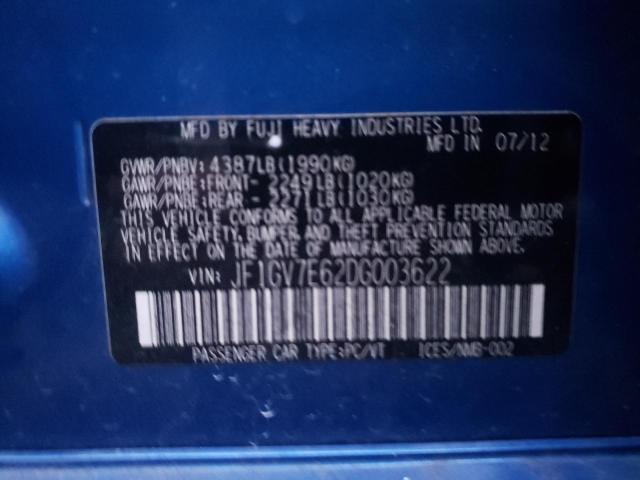 MFD BY FUJI HEAVY INDUSTRIES LTD.
MFD IN 07/12
GVWR/PNBV: 4387LB(1990KG)
GAWR/PNBE:FRONT- 2249LB(1020KG)
GAWR/PNBE:REAR - 2271LB(1030KG)
THIS VEHICLE CONFORMS TO ALL APPLICABLE FEDERAL MOTOR
VEHICLE SAFETY, BUMPER, AND THEFT PREVENTION STANDARDS
IN EFFECT ON THE DATE OF MANUFACTURE SHOWN ABOVE.
VIN: JF1GV7E62DG003622
PASSENGER CAR TYPE:PC/VT ICES/NMB-002